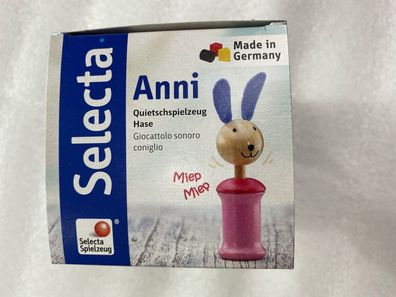 Selecta
®
Selecta
Spielzeug
Made in
Germany
Anni
Quietschspielzeug
Hase
Giocattolo sonoro
coniglio
Miep
Miep